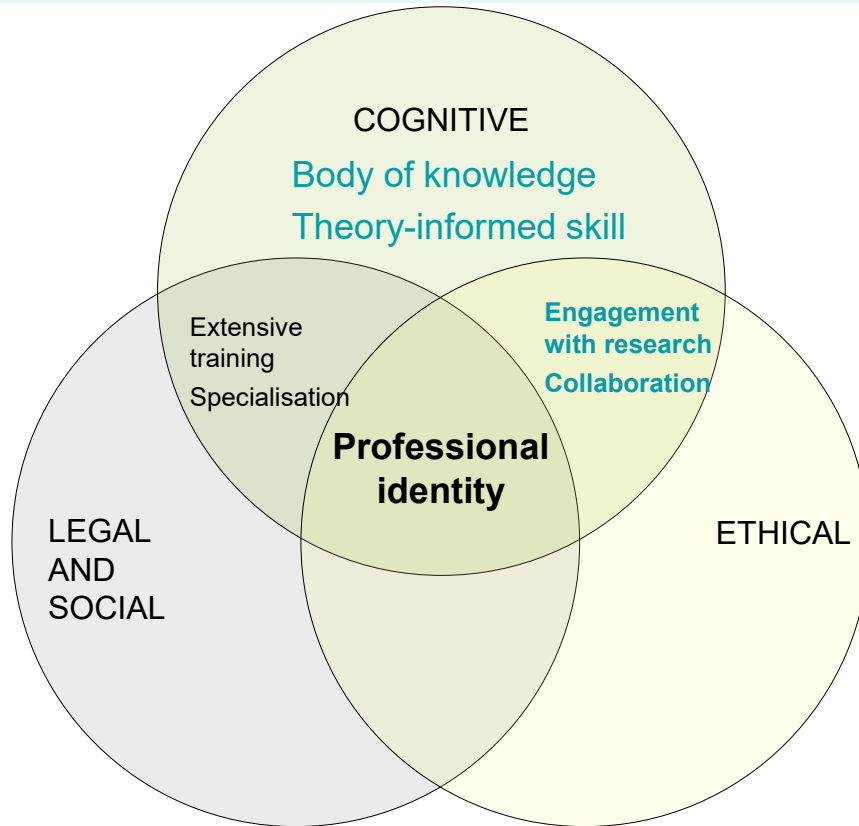 COGNITIVE
Body of knowledge
Theory-informed skill
Extensive
training
Specialisation
Engagement
with research
Collaboration
Professional
identity
LEGAL
AND
SOCIAL
ETHICAL